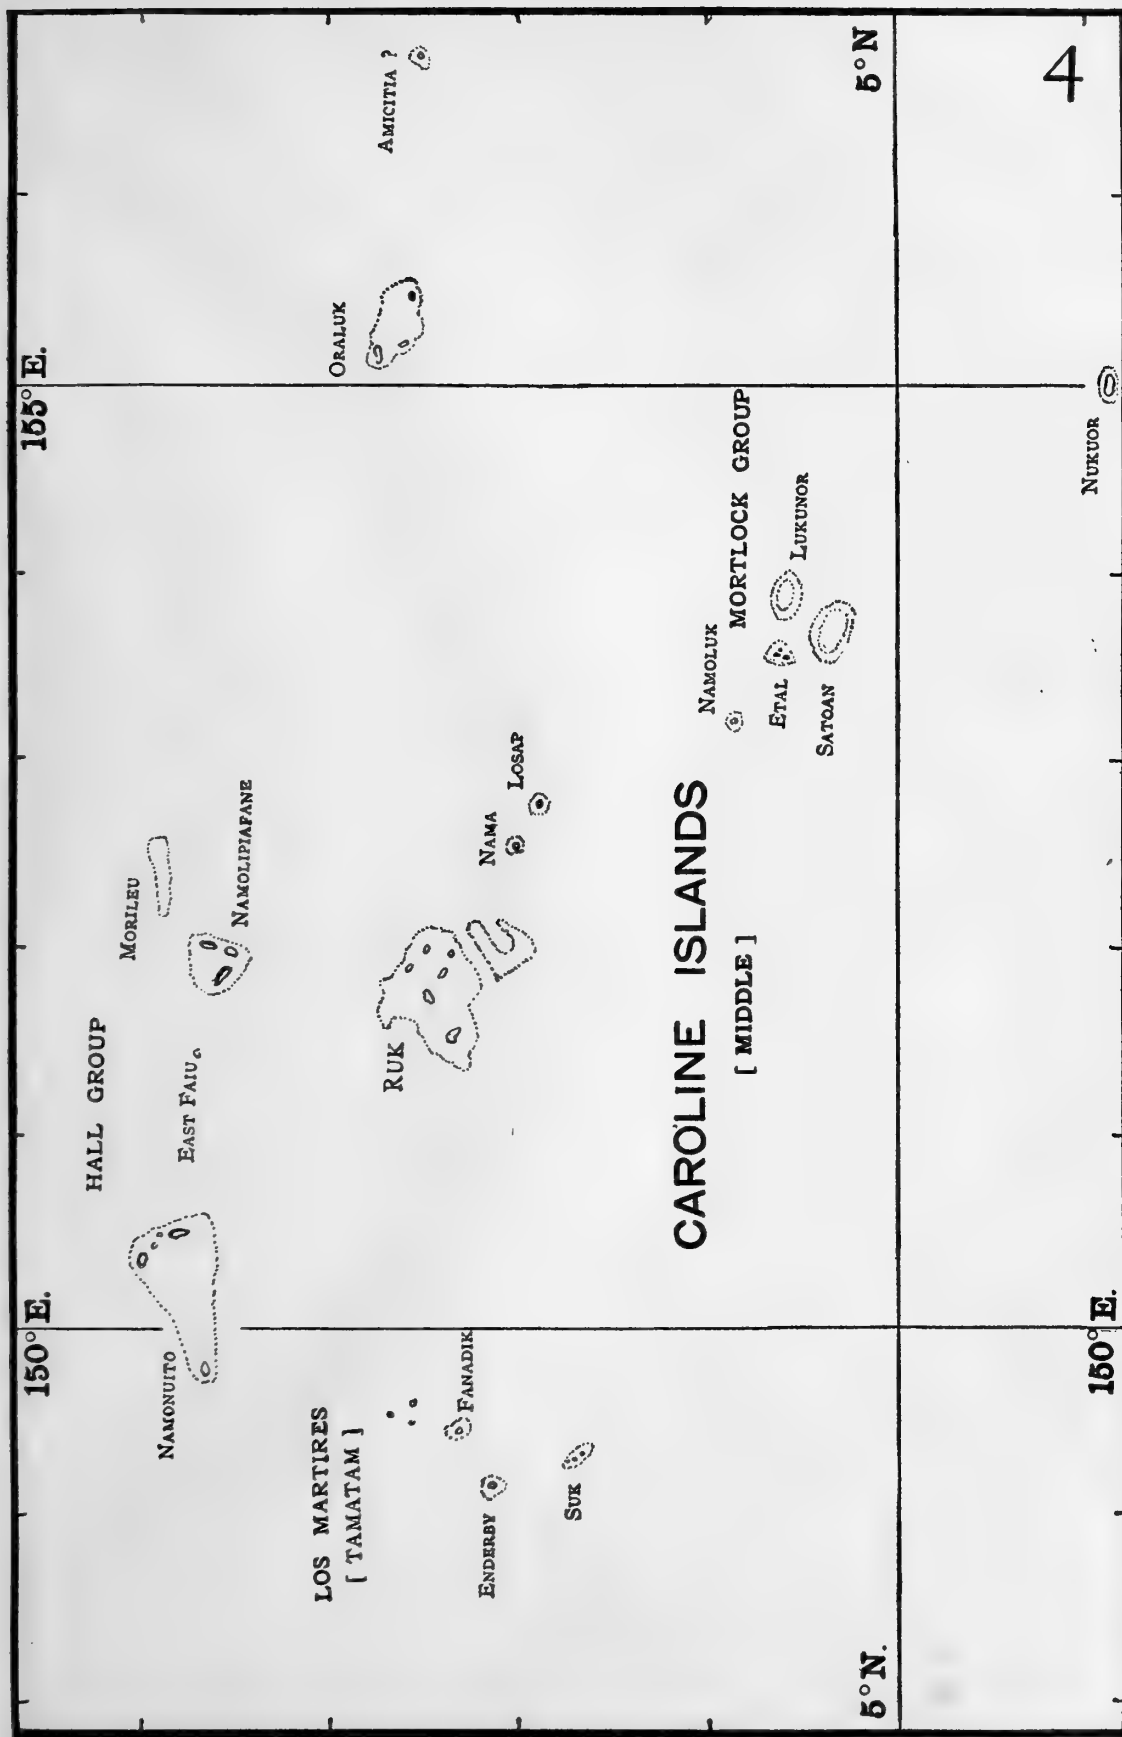 150° E.
155° E.
HALL GROUP
MORILEU
NAMONUITO
EAST FAIU
NAMOLIPIAFANE
LOS MARTIRES
[ TAMATAM ]
RUK
ORALUK
AMICITIA ?
FANADIK
ENDERBY
NAMA
LOSAP
SUK
CAROLINE ISLANDS
[ MIDDLE ]
NAMOLUK
MORTLOCK GROUP
ETAL
LUKUNOR
SATOAN
5° N.
5° N
NUKUOR
150° E.
4